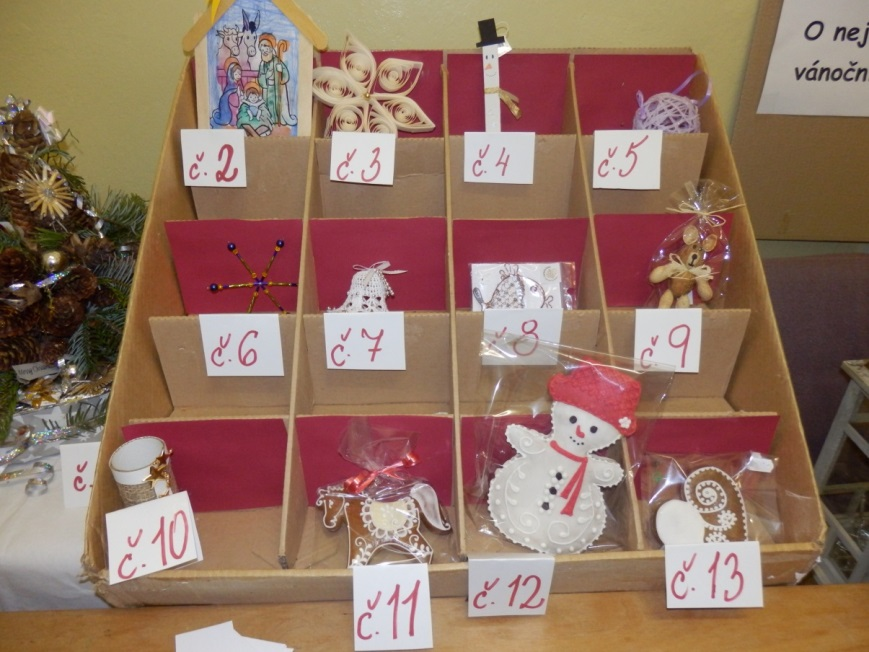 O nej
vánočn
č. 2
č. 3
č. 4
č. 5
č. 6
č. 7
č. 8
č. 9
č.
č. 10
č. 11
č. 12
č. 13